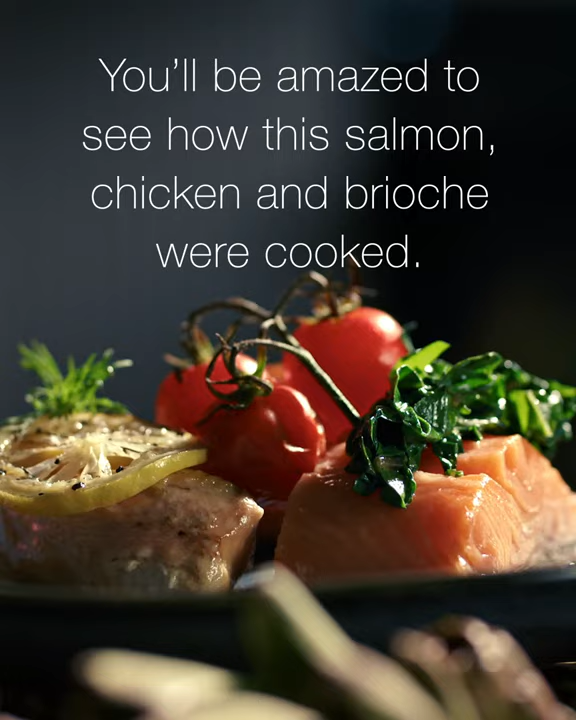 You’ll be amazed to
see how this salmon,
chicken and brioche
were cooked.